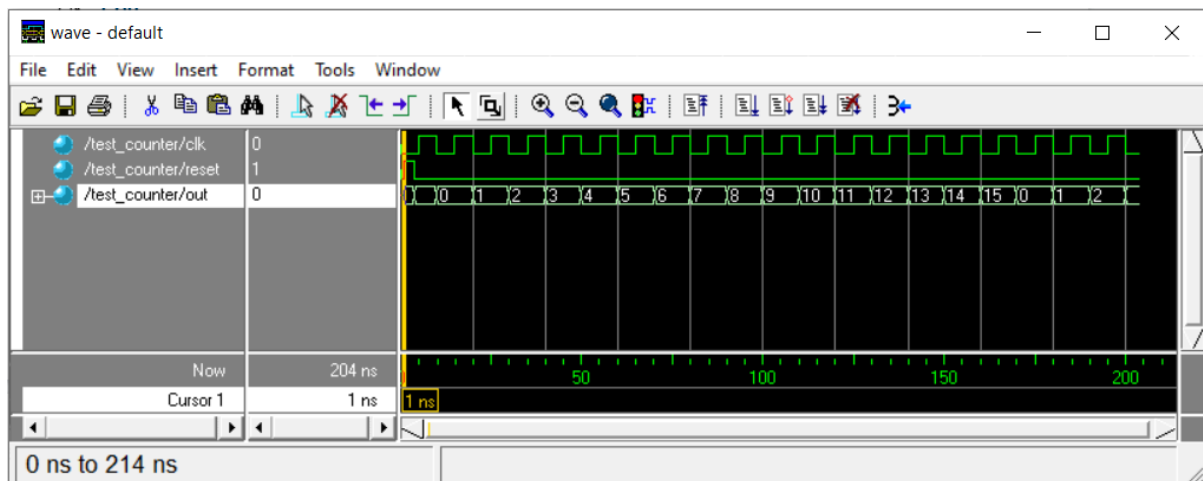 wave - default
File Edit View Insert Format Tools Window
/test_counter/clk 0
/test_counter/reset 1
/test_counter/out 0 0 1 2 3 4 5 6 7 8 9 10 11 12 13 14 15 0 1 2
Now 204 ns 50 100 150 200
Cursor 1 1 ns 1 ns
0 ns to 214 ns